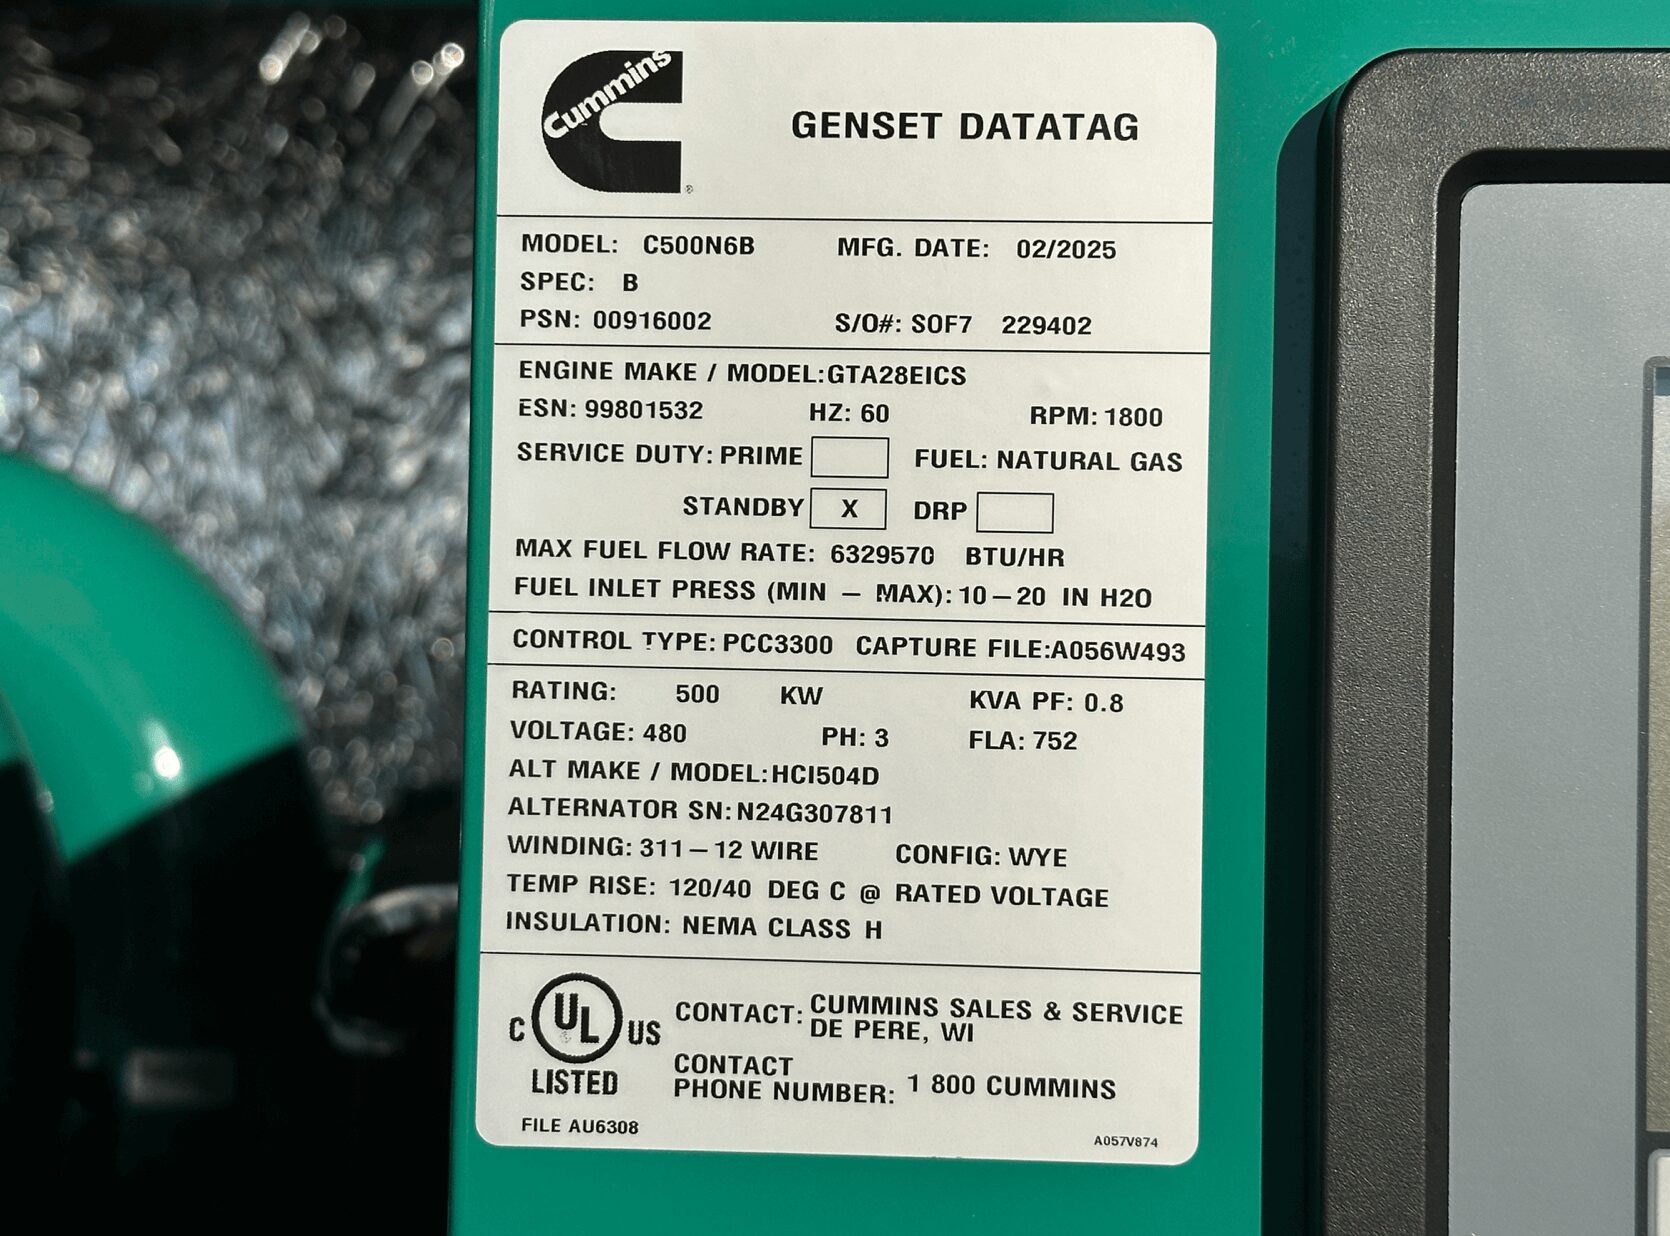 Cummins
®
GENSET DATATAG
MODEL: C500N6B MFG. DATE: 02/2025
SPEC: B
PSN: 00916002 S/O#: SOF7 229402
ENGINE MAKE / MODEL:GTA28EICS
ESN: 99801532 HZ: 60 RPM: 1800
SERVICE DUTY: PRIME FUEL: NATURAL GAS
STANDBY X DRP
MAX FUEL FLOW RATE: 6329570 BTU/HR
FUEL INLET PRESS (MIN — MAX): 10—20 IN H2O
CONTROL TYPE: PCC3300 CAPTURE FILE:A056W493
RATING: 500 KW KVA PF: 0.8
VOLTAGE: 480 PH: 3 FLA: 752
ALT MAKE / MODEL:HCI504D
ALTERNATOR SN: N24G307811
WINDING: 311—12 WIRE CONFIG: WYE
TEMP RISE: 120/40 DEG C @ RATED VOLTAGE
INSULATION: NEMA CLASS H
C UL US
LISTED
CONTACT: CUMMINS SALES & SERVICE
DE PERE, WI
CONTACT
PHONE NUMBER: 1 800 CUMMINS
FILE AU6308
A057V874